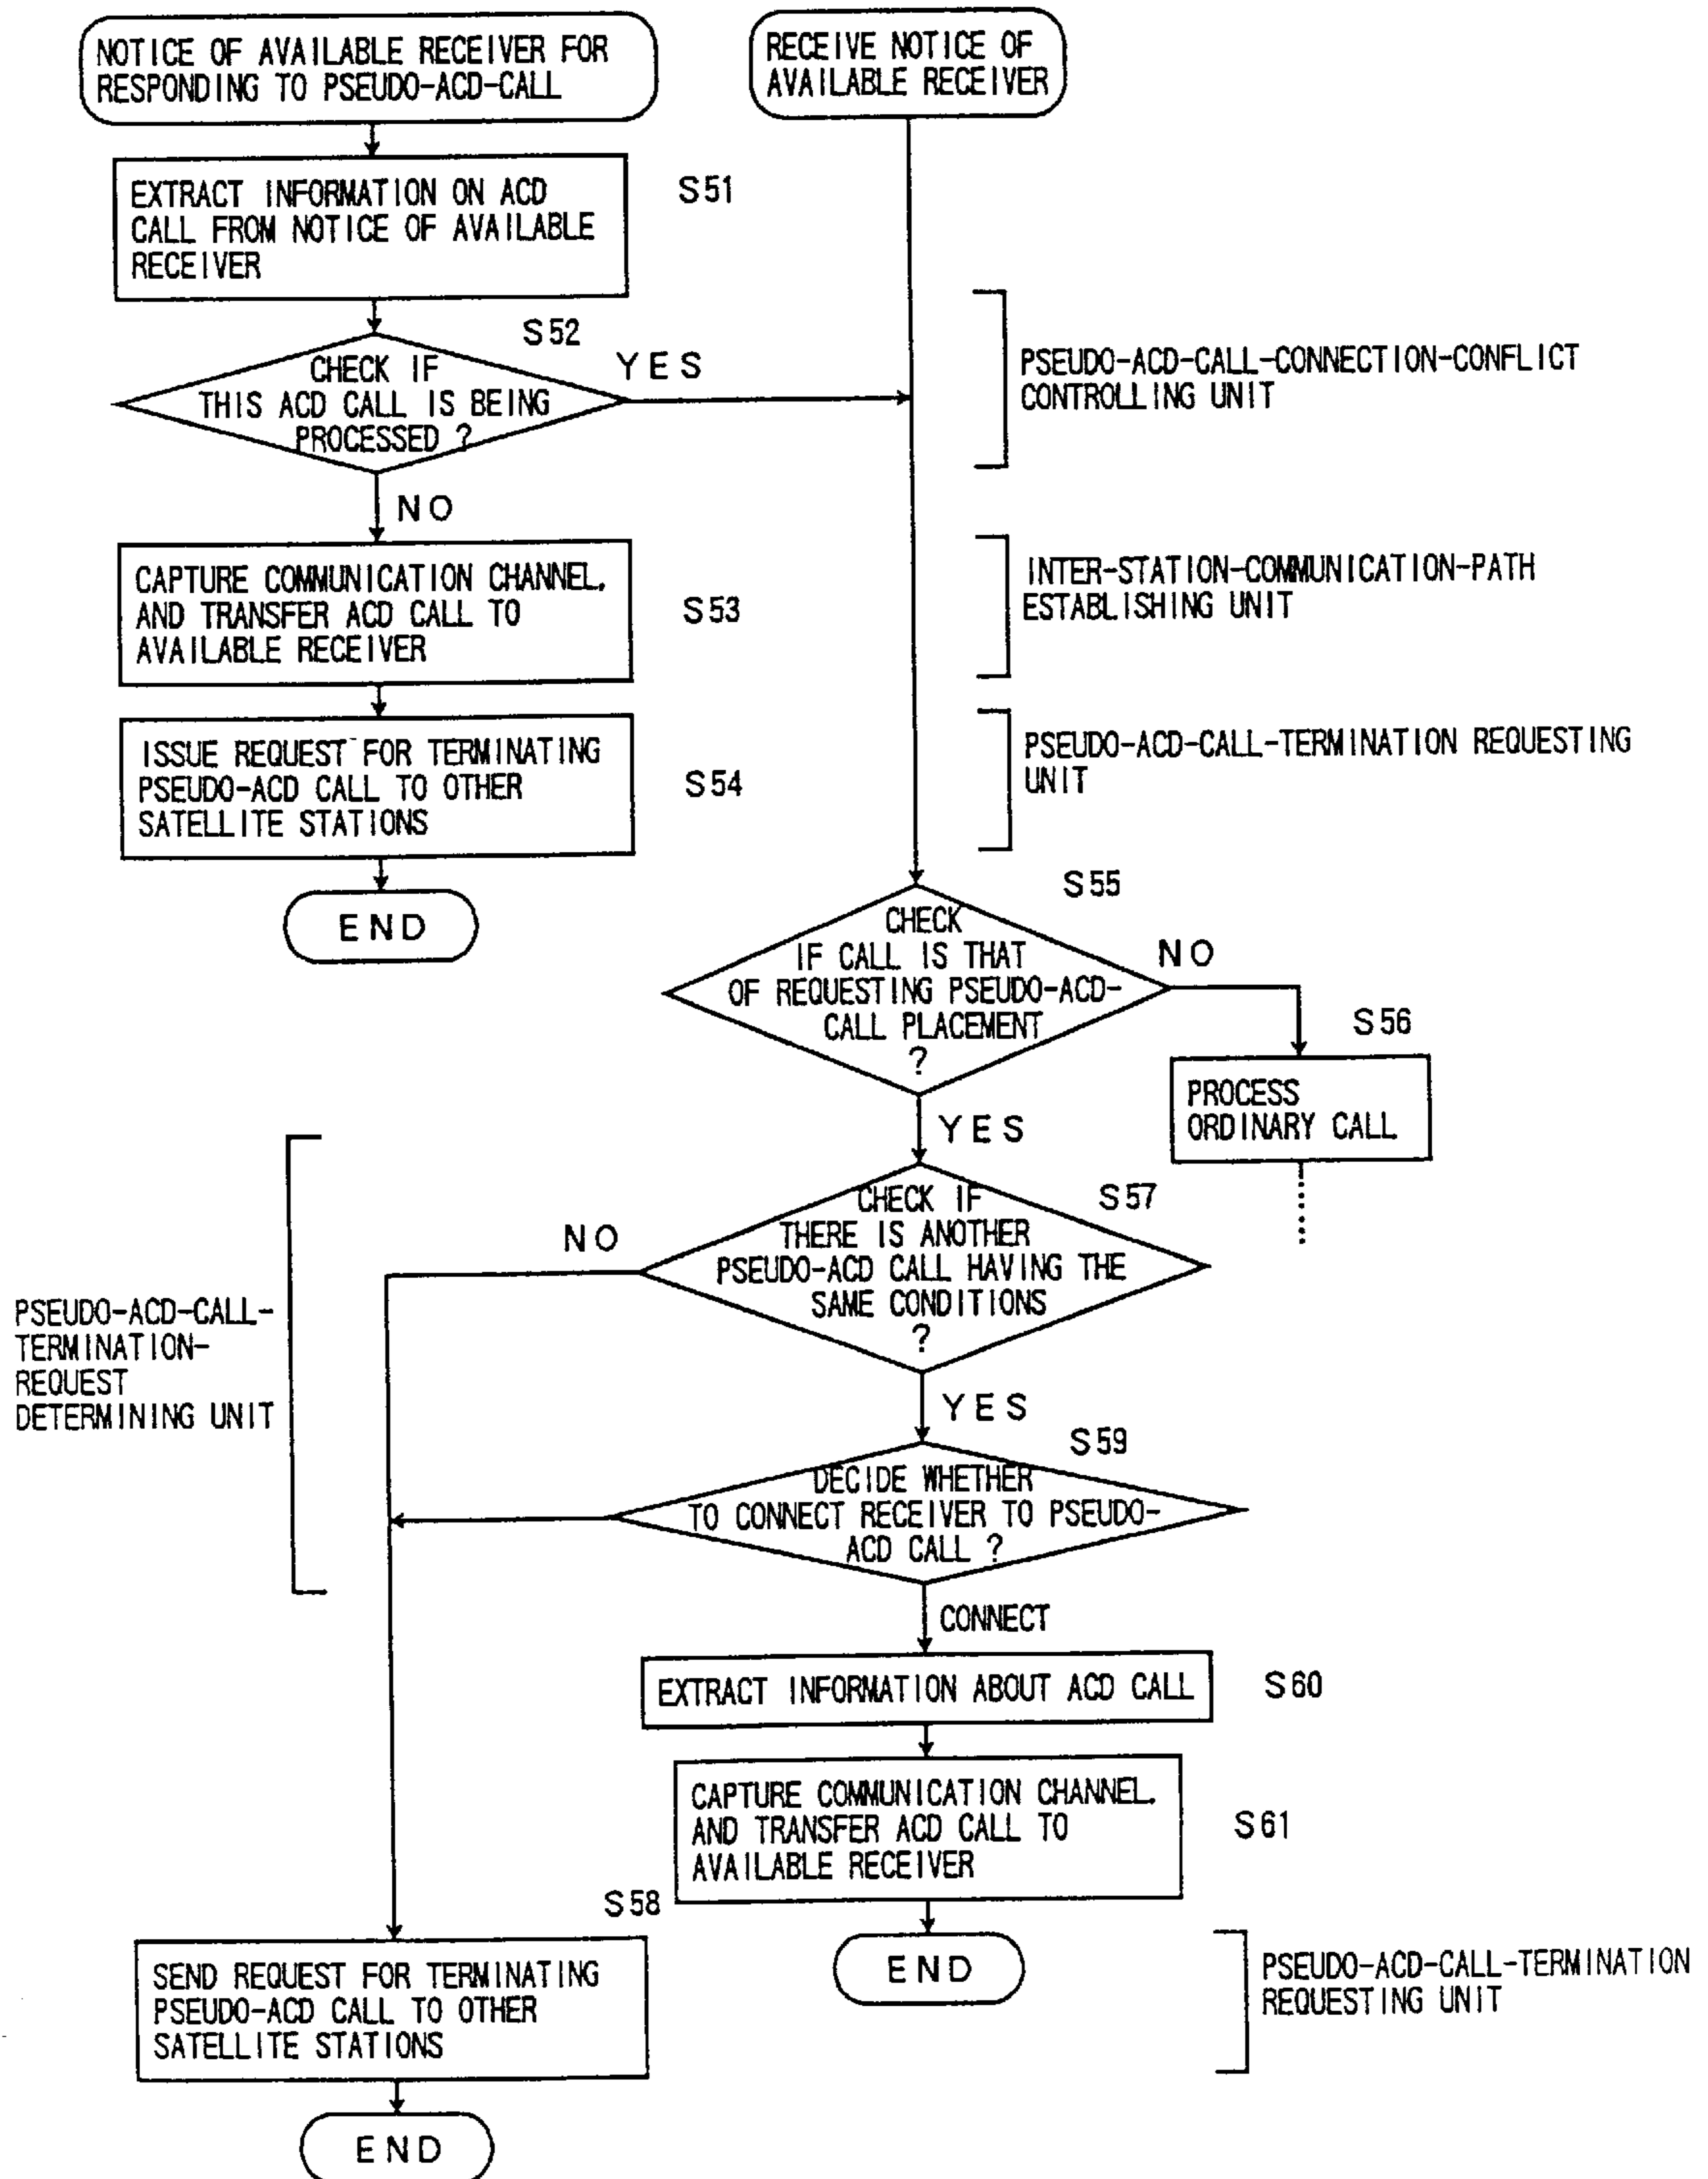 NOTICE OF AVAILABLE RECEIVER FOR
RESPONDING TO PSEUDO-ACD-CALL
RECEIVE NOTICE OF
AVAILABLE RECEIVER
EXTRACT INFORMATION ON ACD
CALL FROM NOTICE OF AVAILABLE
RECEIVER
S51
S52
CHECK IF
THIS ACD CALL IS BEING
PROCESSED ?
YES
NO
PSEUDO-ACD-CALL-CONNECTION-CONFLICT
CONTROLLING UNIT
CAPTURE COMMUNICATION CHANNEL,
AND TRANSFER ACD CALL TO
AVAILABLE RECEIVER
S53
INTER-STATION-COMMUNICATION-PATH
ESTABLISHING UNIT
ISSUE REQUEST FOR TERMINATING
PSEUDO-ACD CALL TO OTHER
SATELLITE STATIONS
S54
PSEUDO-ACD-CALL-TERMINATION REQUESTING
UNIT
END
S55
CHECK
IF CALL IS THAT
OF REQUESTING PSEUDO-ACD-
CALL PLACEMENT
?
NO
S56
PROCESS
ORDINARY CALL
YES
S57
CHECK IF
THERE IS ANOTHER
PSEUDO-ACD CALL HAVING THE
SAME CONDITIONS
?
NO
PSEUDO-ACD-CALL-
TERMINATION-
REQUEST
DETERMINING UNIT
YES
S59
DECIDE WHETHER
TO CONNECT RECEIVER TO PSEUDO-
ACD CALL ?
CONNECT
EXTRACT INFORMATION ABOUT ACD CALL
S60
CAPTURE COMMUNICATION CHANNEL,
AND TRANSFER ACD CALL TO
AVAILABLE RECEIVER
S61
END
S58
SEND REQUEST FOR TERMINATING
PSEUDO-ACD CALL TO OTHER
SATELLITE STATIONS
PSEUDO-ACD-CALL-TERMINATION
REQUESTING UNIT
END